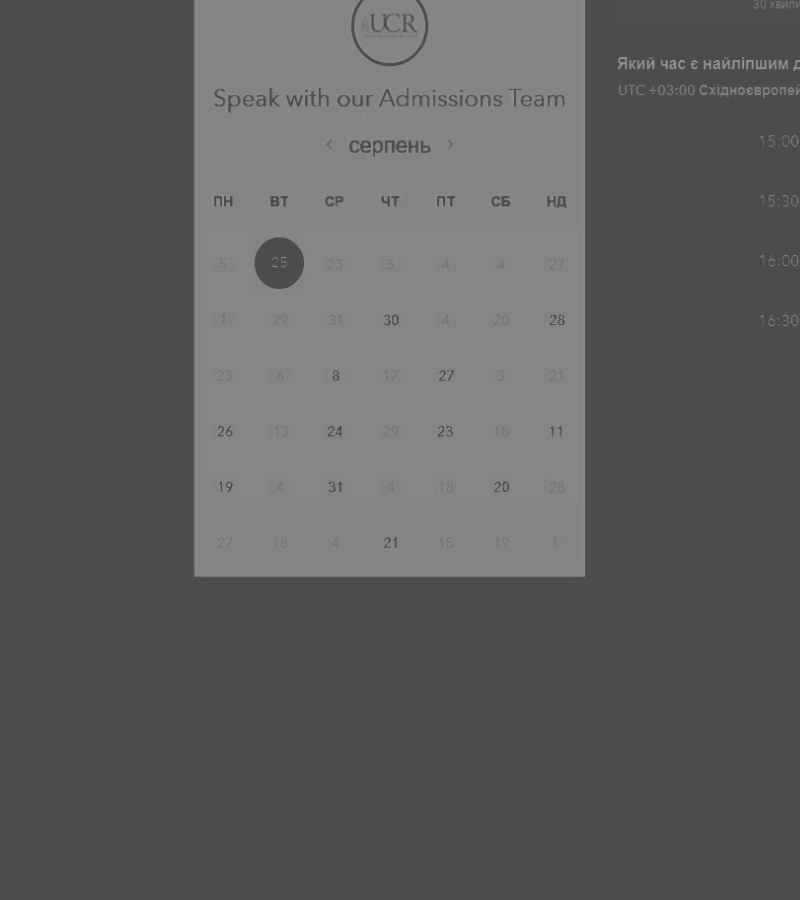 UCR
Speak with our Admissions Team
серпень
ПН ВТ СР ЧТ ПТ СБ НД
5 25 23 3 4 4 27
1 29 31 30 4 20 28
23 6 8 17 27 3 21
26 13 24 29 23 18 11
19 4 31 4 18 20 28
27 18 4 21 15 19 1
30 хвили
Який час є найліпшим д
UTC +03:00 Східноєвропей
15:00
15:30
16:00
16:30